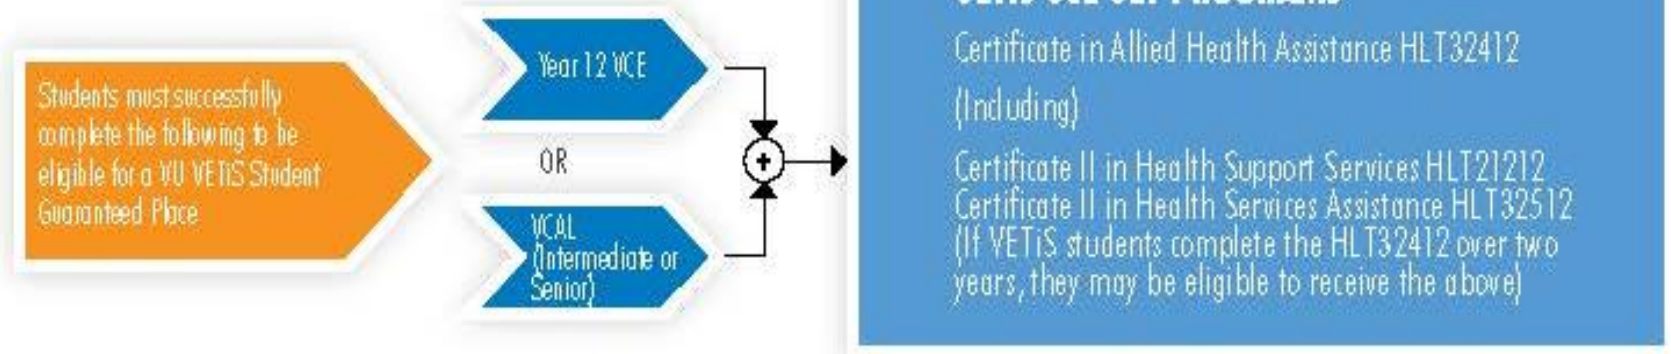 Students must successfully
complete the following to be
eligible for a VU VETiS Student
Guaranteed Place
Year 12 VCE
OR
VCAL
(Intermediate or
Senior)
+
Certificate in Allied Health Assistance HLT32412
(Including)
Certificate II in Health Support Services HLT21212
Certificate II in Health Services Assistance HLT32512
(If VETiS students complete the HLT32412 over two
years, they may be eligible to receive the above)